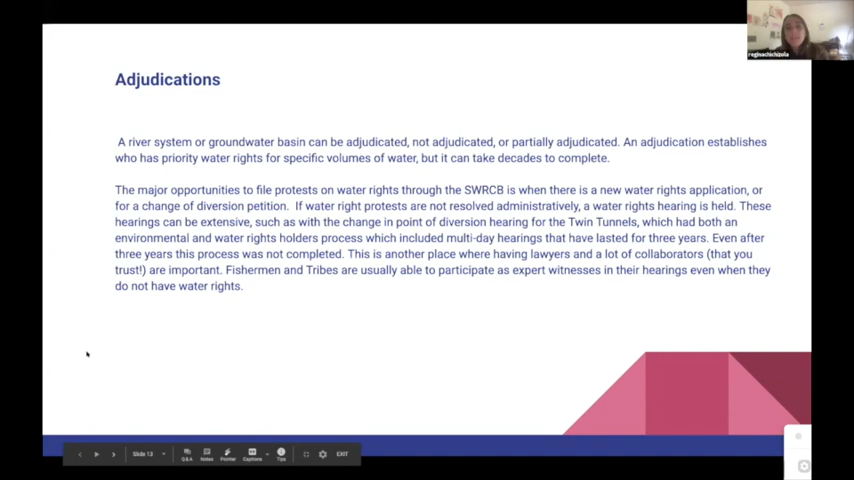 reginachichizola
Adjudications
A river system or groundwater basin can be adjudicated, not adjudicated, or partially adjudicated. An adjudication establishes
who has priority water rights for specific volumes of water, but it can take decades to complete.
The major opportunities to file protests on water rights through the SWRCB is when there is a new water rights application, or
for a change of diversion petition.  If water right protests are not resolved administratively, a water rights hearing is held. These
hearings can be extensive, such as with the change in point of diversion hearing for the Twin Tunnels, which had both an
environmental and water rights holders process which included multi-day hearings that have lasted for three years. Even after
three years this process was not completed. This is another place where having lawyers and a lot of collaborators (that you
trust!) are important. Fishermen and Tribes are usually able to participate as expert witnesses in their hearings even when they
do not have water rights.
Slide 13
Q&A Notes Pointer Captions Tips EXIT